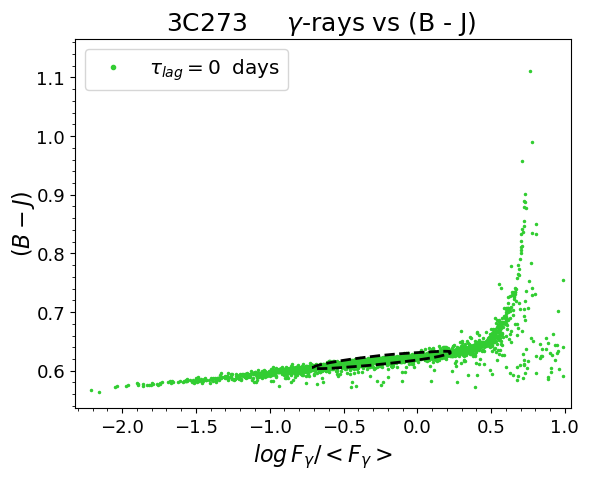 3C273 γ-rays vs (B - J)
τlag = 0 days
(B − J)
1.1
1.0
0.9
0.8
0.7
0.6
−2.0 −1.5 −1.0 −0.5 0.0 0.5 1.0
log Fγ/< Fγ >